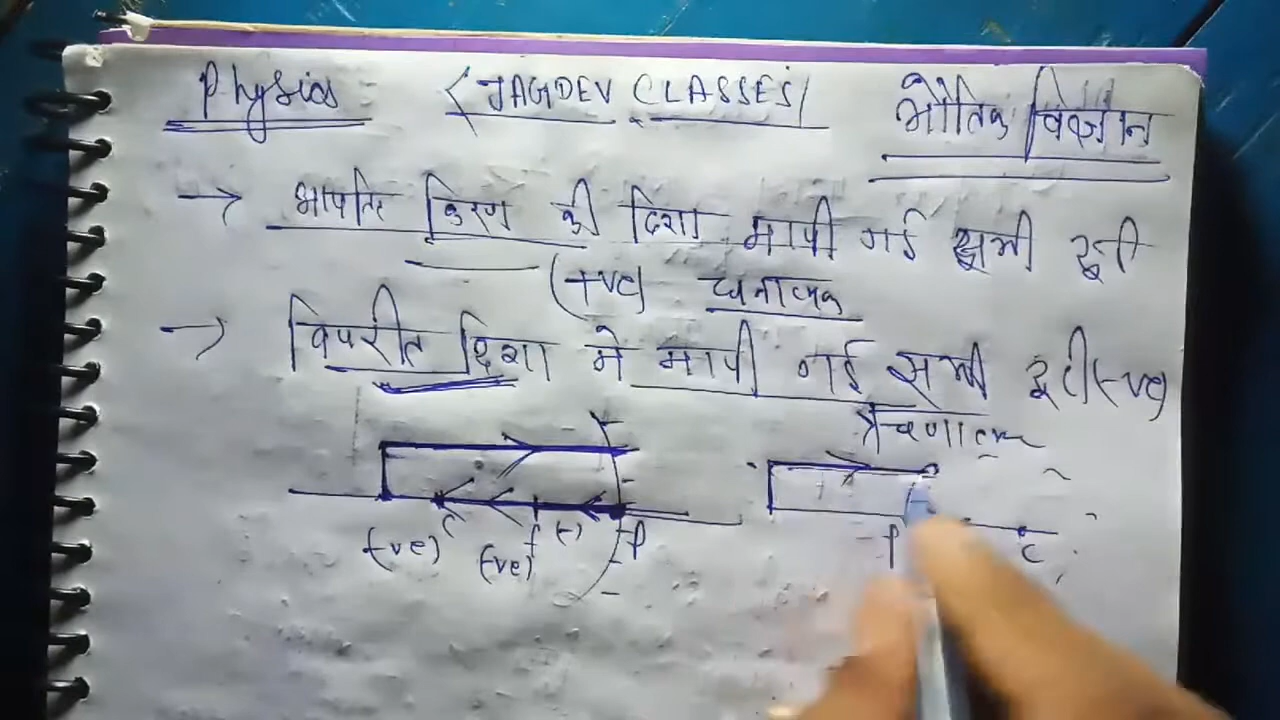 Physics <JAGDEV CLASSES/ भौतिक विज्ञान
→ आपतित किरण की दिशा मापी गई सभी दूरी
(+ve) धनात्मक
→ विपरीत दिशा मे मापी गई सभी दूरी (-ve)
ऋणात्मक
(-ve) C (-ve) f (-) P P C